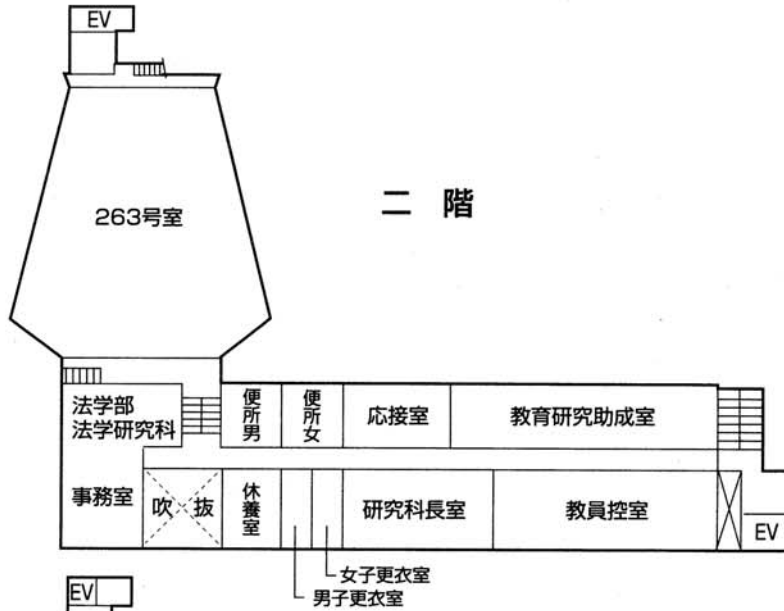 EV
263号室
二 階
法学部
法学研究科
事務室
便所男
便所女
応接室
教育研究助成室
吹 抜
休養室
研究科長室
教員控室
EV
女子更衣室
男子更衣室
EV